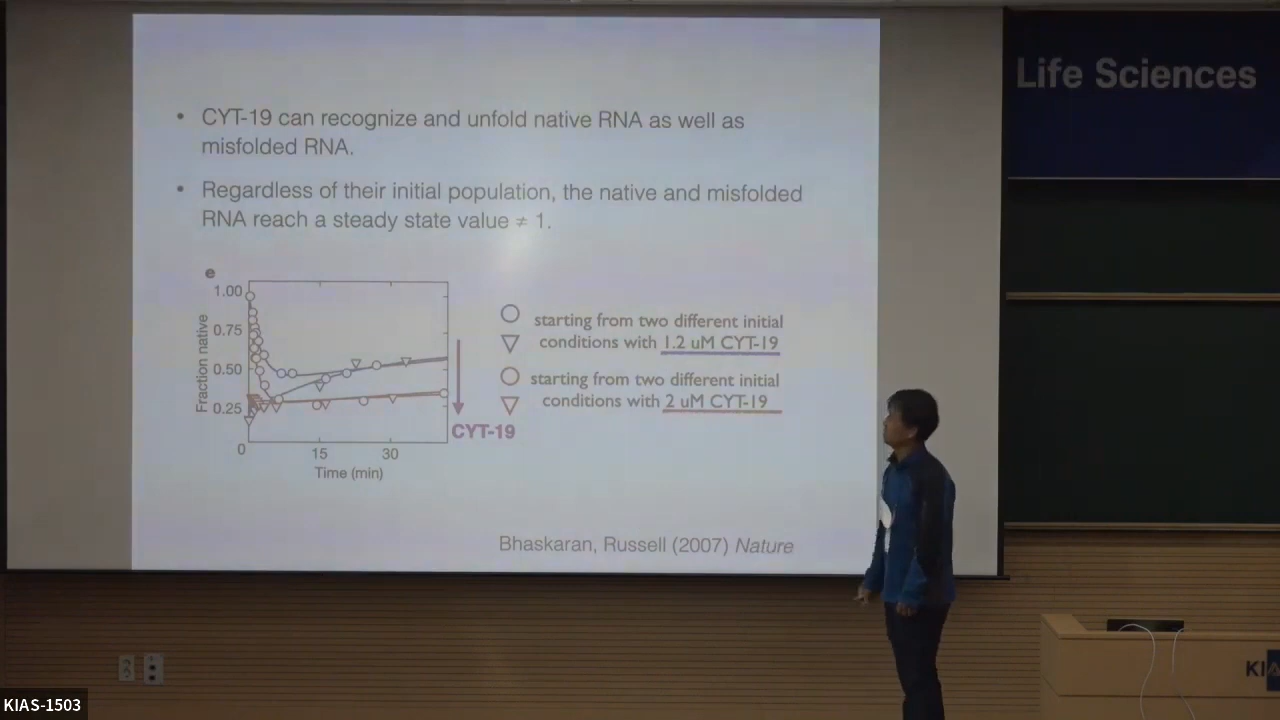 Life Sciences
• CYT-19 can recognize and unfold native RNA as well as
misfolded RNA.
• Regardless of their initial population, the native and misfolded
RNA reach a steady state value ≠ 1.
e
1.00
0.75
0.50
0.25
0
15
30
Fraction native
Time (min)
CYT-19
starting from two different initial
conditions with 1.2 uM CYT-19
starting from two different initial
conditions with 2 uM CYT-19
Bhaskaran, Russell (2007) Nature
KIA
KIAS-1503